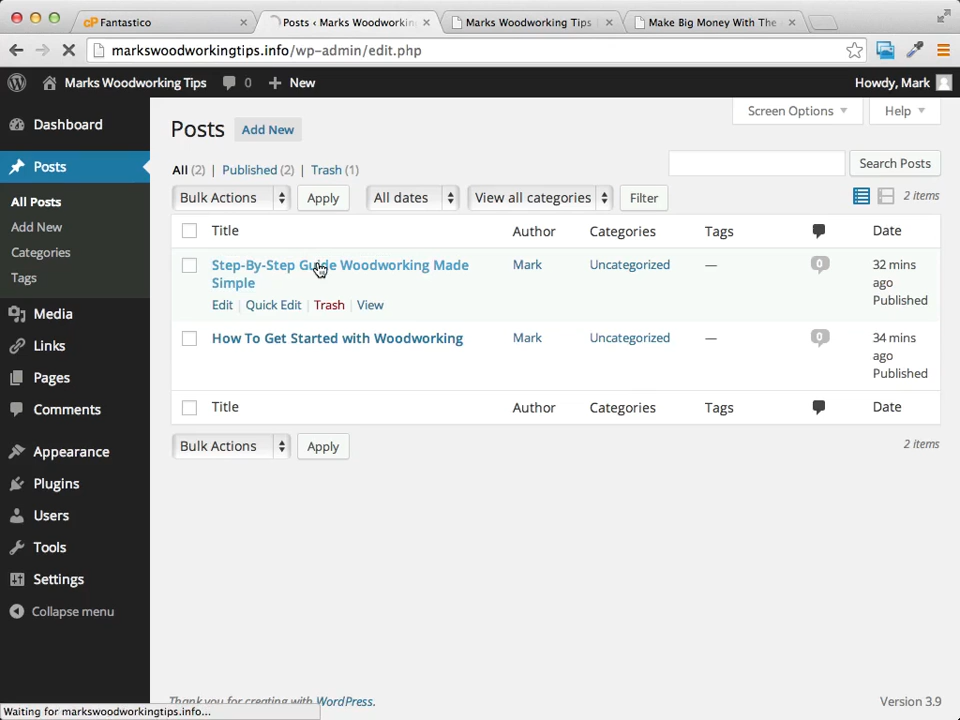 cP Fantastico
Posts ‹ Marks Woodworkin
Marks Woodworking Tips
Make Big Money With The
markswoodworkingtips.info/wp-admin/edit.php
Marks Woodworking Tips
0
+ New
Howdy, Mark
Dashboard
Posts
All Posts
Add New
Categories
Tags
Media
Links
Pages
Comments
Appearance
Plugins
Users
Tools
Settings
Collapse menu
Screen Options
Help
Posts
Add New
All (2) | Published (2) | Trash (1)
Search Posts
Bulk Actions
Apply
All dates
View all categories
Filter
2 items
Title
Author
Categories
Tags
Date
Step-By-Step Guide Woodworking Made
Simple
Edit | Quick Edit | Trash | View
Mark
Uncategorized
—
0
32 mins
ago
Published
How To Get Started with Woodworking
Mark
Uncategorized
—
0
34 mins
ago
Published
Title
Author
Categories
Tags
Date
Bulk Actions
Apply
2 items
Thank you for creating with WordPress.
Version 3.9
Waiting for markswoodworkingtips.info...